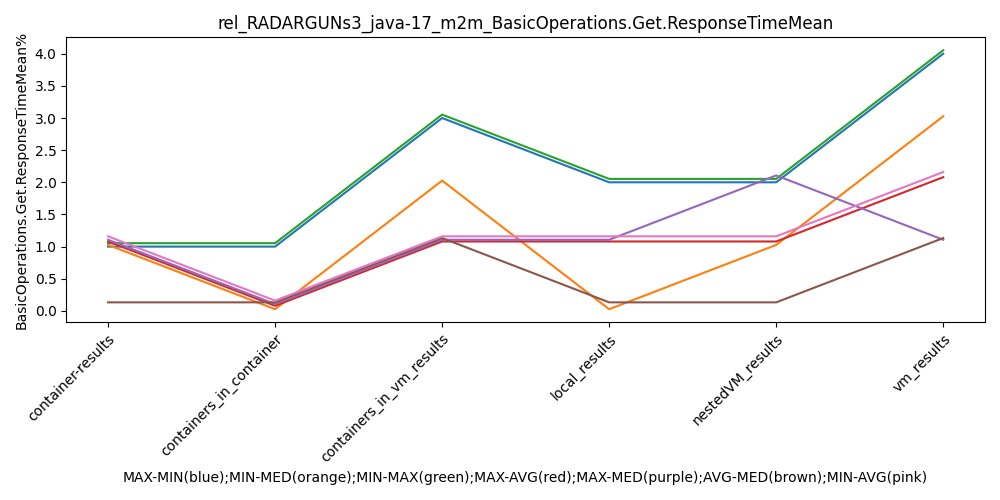 rel_RADARGUNs3_java-17_m2m_BasicOperations.Get.ResponseTimeMean
BasicOperations.Get.ResponseTimeMean%
4.0
3.5
3.0
2.5
2.0
1.5
1.0
0.5
0.0
container-results
containers_in_container
containers_in_vm_results
local_results
nestedVM_results
vm_results
MAX-MIN(blue);MIN-MED(orange);MIN-MAX(green);MAX-AVG(red);MAX-MED(purple);AVG-MED(brown);MIN-AVG(pink)